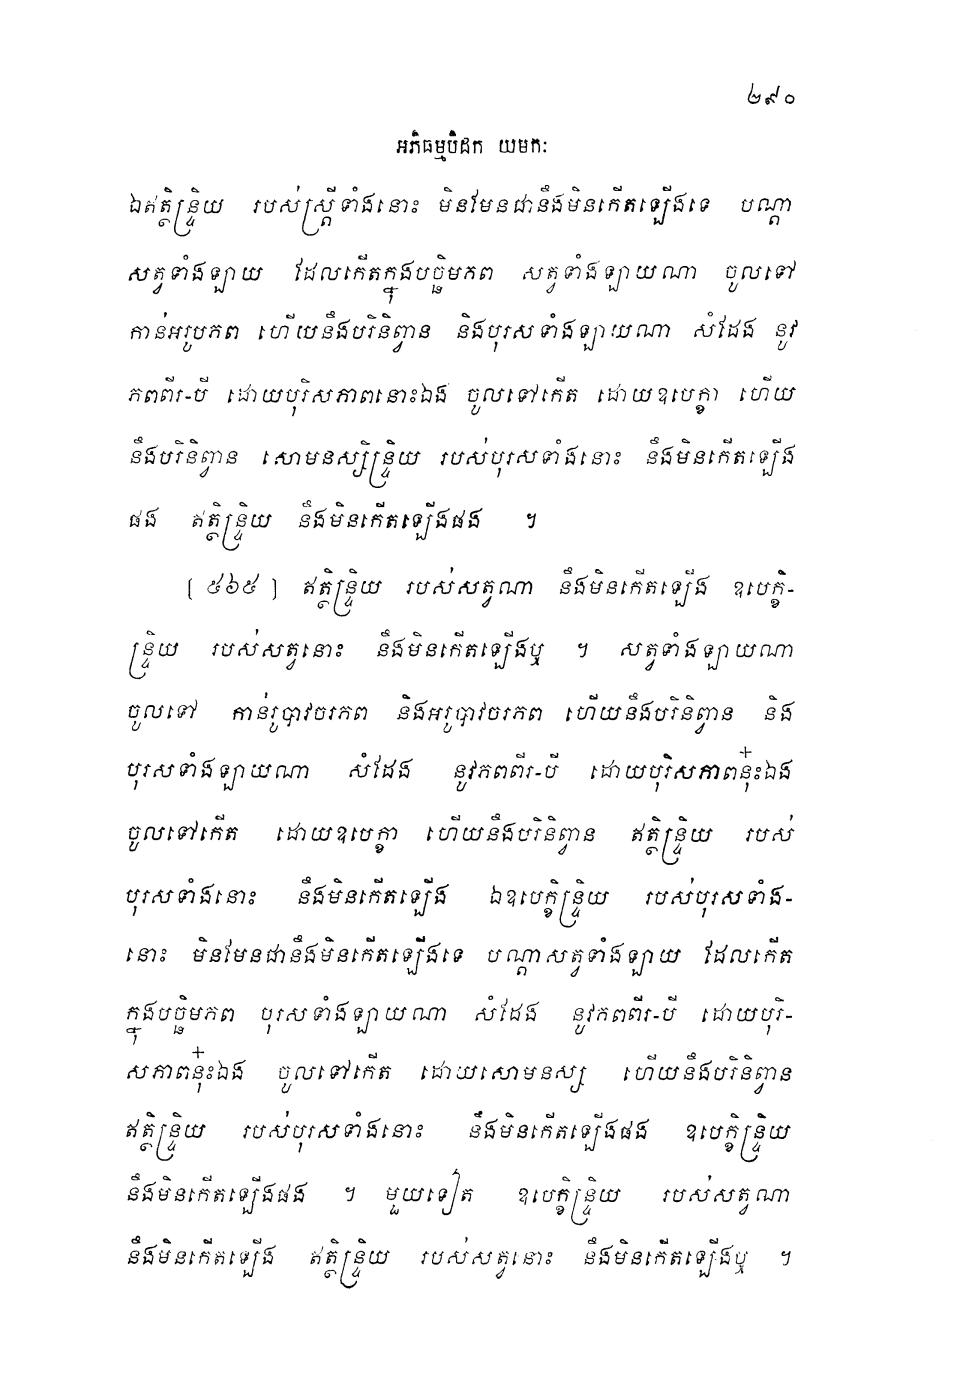 ២៩០
អភិធម្មបិដក យមកៈ
ឯឥត្ថិន្ទ្រិយ របស់ស្ត្រីទាំងនោះ មិនមែនជានឹងមិនកើតឡើងទេ បណ្តា
សត្វទាំងឡាយ ដែលកើតក្នុងបច្ឆិមភព សត្វទាំងឡាយណា ចូលទៅ
កាន់អរូបភព ហើយនឹងបរិនិព្វាន និងបុរសទាំងឡាយណា សំដែង នូវ
ភពពីរ-បី ដោយបុរិសភាពនោះឯង ចូលទៅកើត ដោយឧបេក្ខា ហើយ
នឹងបរិនិព្វាន សោមនស្សិន្ទ្រិយ របស់បុរសទាំងនោះ នឹងមិនកើតឡើង
ផង ឥត្ថិន្ទ្រិយ នឹងមិនកើតឡើងផង ។
[ ៥៦៥ ] ឥត្ថិន្ទ្រិយ របស់សត្វណា នឹងមិនកើតឡើង ឧបេក្ខិ-
ន្ទ្រិយ របស់សត្វនោះ នឹងមិនកើតឡើងឬ ។ សត្វទាំងឡាយណា
ចូលទៅ កាន់រូបាវចរភព និងអរូបាវចរភព ហើយនឹងបរិនិព្វាន និង
បុរសទាំងឡាយណា សំដែង នូវភពពីរ-បី ដោយបុរិសភាពនុ៎ះឯង
ចូលទៅកើត ដោយឧបេក្ខា ហើយនឹងបរិនិព្វាន ឥត្ថិន្ទ្រិយ របស់
បុរសទាំងនោះ នឹងមិនកើតឡើង ឯឧបេក្ខិន្ទ្រិយ របស់បុរសទាំង-
នោះ មិនមែនជានឹងមិនកើតឡើងទេ បណ្តាសត្វទាំងឡាយ ដែលកើត
ក្នុងបច្ឆិមភព បុរសទាំងឡាយណា សំដែង នូវភពពីរ-បី ដោយបុរិ-
សភាពនុ៎ះឯង ចូលទៅកើត ដោយសោមនស្ស ហើយនឹងបរិនិព្វាន
ឥត្ថិន្ទ្រិយ របស់បុរសទាំងនោះ នឹងមិនកើតឡើងផង ឧបេក្ខិន្ទ្រិយ
នឹងមិនកើតឡើងផង ។ មួយទៀត ឧបេក្ខិន្ទ្រិយ របស់សត្វណា
នឹងមិនកើតឡើង ឥត្ថិន្ទ្រិយ របស់សត្វនោះ នឹងមិនកើតឡើងឬ ។